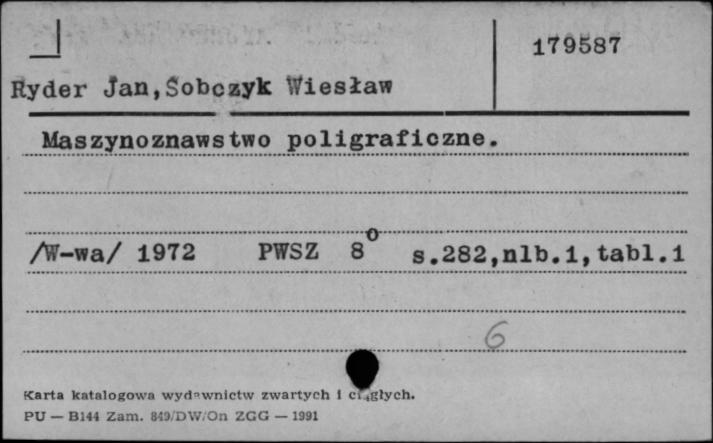 179587
Ryder Jan,Sobczyk Wiesław
Maszynoznawstwo poligraficzne.
/W-wa/ 1972 PWSZ 8° s.282,nlb.1,tabl.1
6
Karta katalogowa wydawnictw zwartych i ciągłych.
PU — B144 Zam. 849/DW/On ZGG — 1991